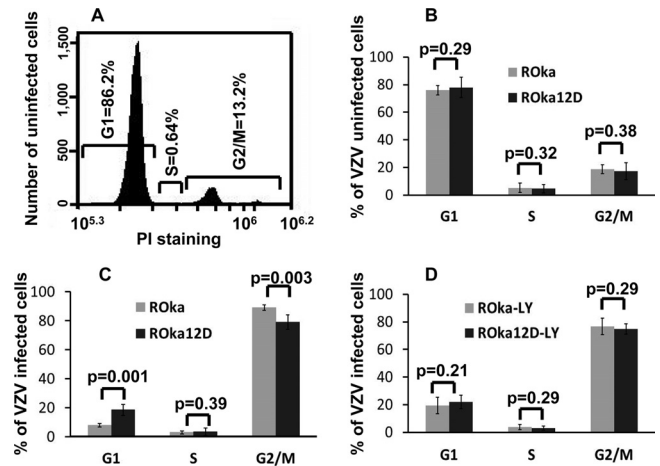 A
Number of uninfected cells
1,500
1,000
500
0
G1=86.2%
S=0.64%
G2/M=13.2%
10^5.3
10^6
10^6.2
PI staining
B
% of VZV uninfected cells
100
80
60
40
20
0
p=0.29
p=0.32
p=0.38
ROka
ROka12D
G1
S
G2/M
C
% of VZV infected cells
100
80
60
40
20
0
ROka
ROka12D
p=0.001
p=0.39
p=0.003
G1
S
G2/M
D
% of VZV infected cells
100
80
60
40
20
0
ROka-LY
ROka12D-LY
p=0.21
p=0.29
p=0.29
G1
S
G2/M